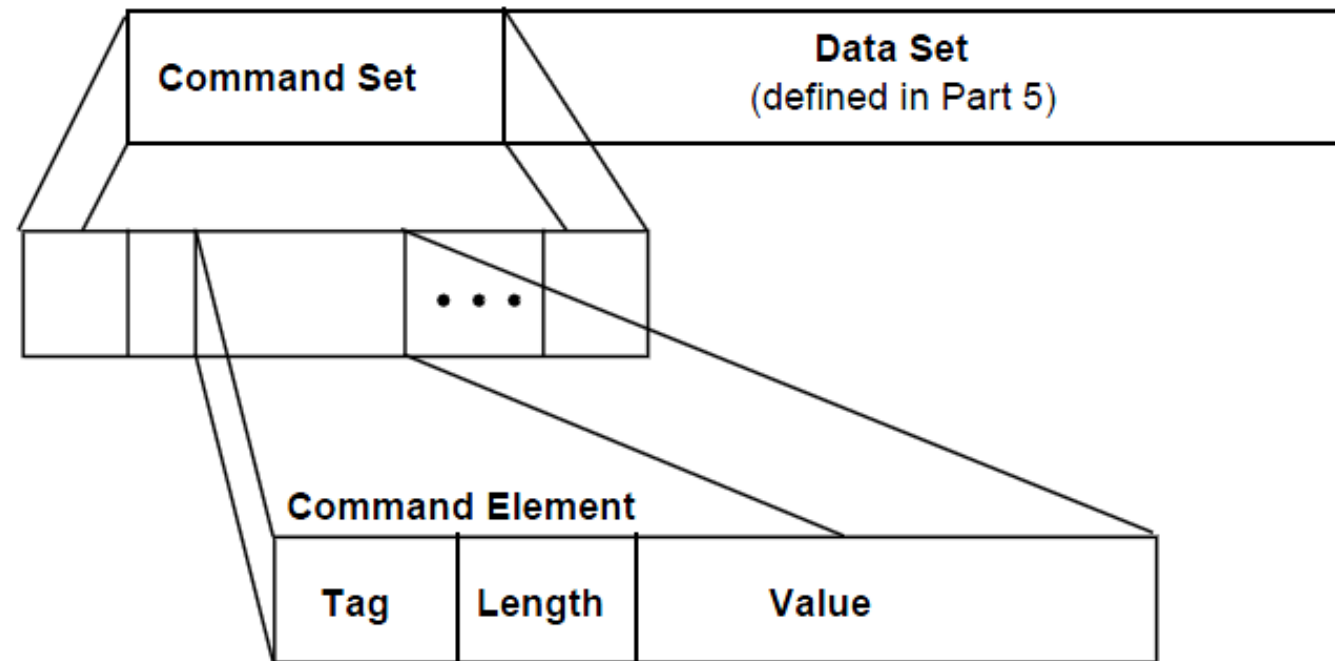 Command Set
Data Set
(defined in Part 5)
• • •
Command Element
Tag
Length
Value